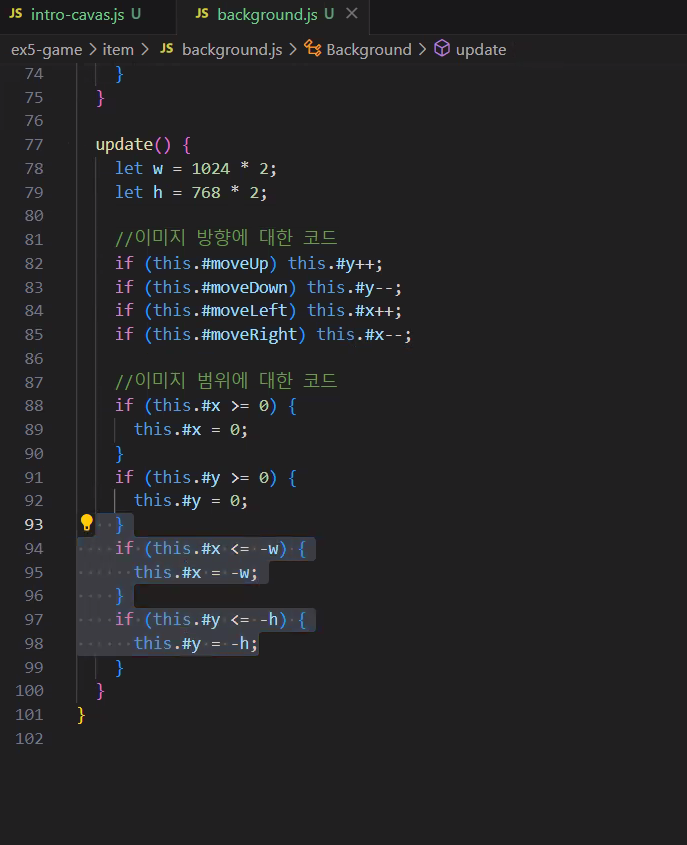 JS intro-cavas.js U JS background.js U
ex5-game > item > JS background.js > Background > update
74 }
75 }
76
77 update() {
78 let w = 1024 * 2;
79 let h = 768 * 2;
80
81 //이미지 방향에 대한 코드
82 if (this.#moveUp) this.#y++;
83 if (this.#moveDown) this.#y--;
84 if (this.#moveLeft) this.#x++;
85 if (this.#moveRight) this.#x--;
86
87 //이미지 범위에 대한 코드
88 if (this.#x >= 0) {
89 this.#x = 0;
90 }
91 if (this.#y >= 0) {
92 this.#y = 0;
93 }
94 if (this.#x <= -w) {
95 this.#x = -w;
96 }
97 if (this.#y <= -h) {
98 this.#y = -h;
99 }
100 }
101 }
102